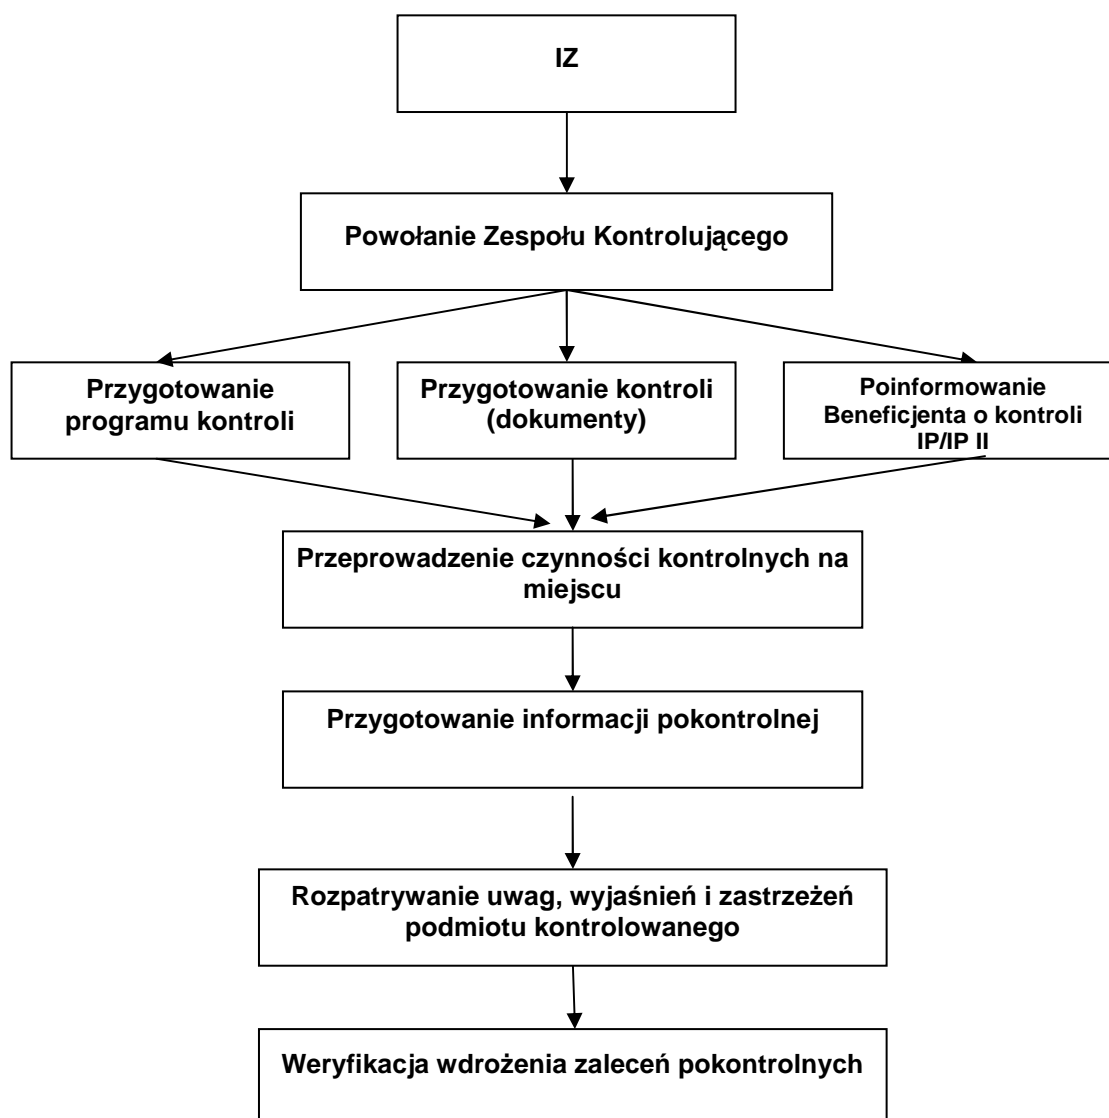 IZ
Powołanie Zespołu Kontrolującego
Przygotowanie
programu kontroli
Przygotowanie kontroli
(dokumenty)
Poinformowanie
Beneficjenta o kontroli
IP/IP II
Przeprowadzenie czynności kontrolnych na
miejscu
Przygotowanie informacji pokontrolnej
Rozpatrywanie uwag, wyjaśnień i zastrzeżeń
podmiotu kontrolowanego
Weryfikacja wdrożenia zaleceń pokontrolnych